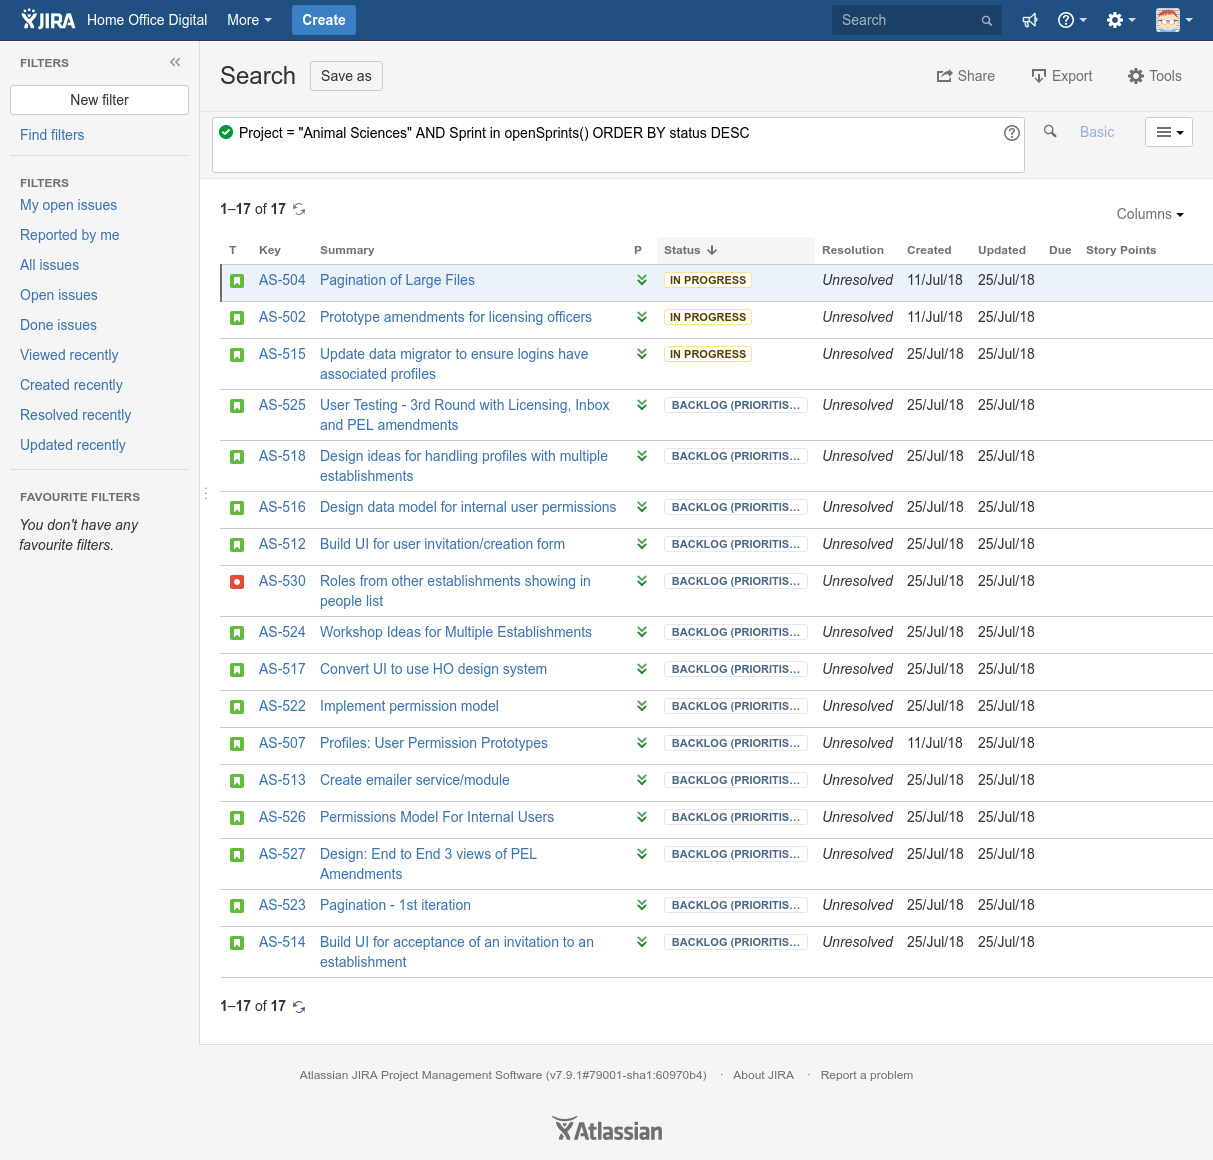 JIRA Home Office Digital More Create Search
FILTERS
New filter
Find filters
FILTERS
My open issues
Reported by me
All issues
Open issues
Done issues
Viewed recently
Created recently
Resolved recently
Updated recently
FAVOURITE FILTERS
You don't have any
favourite filters.
Search Save as Share Export Tools
Project = "Animal Sciences" AND Sprint in openSprints() ORDER BY status DESC
Basic
1–17 of 17
Columns
T Key Summary P Status Resolution Created Updated Due Story Points
AS-504 Pagination of Large Files IN PROGRESS Unresolved 11/Jul/18 25/Jul/18
AS-502 Prototype amendments for licensing officers IN PROGRESS Unresolved 11/Jul/18 25/Jul/18
AS-515 Update data migrator to ensure logins have IN PROGRESS Unresolved 25/Jul/18 25/Jul/18
associated profiles
AS-525 User Testing - 3rd Round with Licensing, Inbox BACKLOG (PRIORITIS... Unresolved 25/Jul/18 25/Jul/18
and PEL amendments
AS-518 Design ideas for handling profiles with multiple BACKLOG (PRIORITIS... Unresolved 25/Jul/18 25/Jul/18
establishments
AS-516 Design data model for internal user permissions BACKLOG (PRIORITIS... Unresolved 25/Jul/18 25/Jul/18
AS-512 Build UI for user invitation/creation form BACKLOG (PRIORITIS... Unresolved 25/Jul/18 25/Jul/18
AS-530 Roles from other establishments showing in BACKLOG (PRIORITIS... Unresolved 25/Jul/18 25/Jul/18
people list
AS-524 Workshop Ideas for Multiple Establishments BACKLOG (PRIORITIS... Unresolved 25/Jul/18 25/Jul/18
AS-517 Convert UI to use HO design system BACKLOG (PRIORITIS... Unresolved 25/Jul/18 25/Jul/18
AS-522 Implement permission model BACKLOG (PRIORITIS... Unresolved 25/Jul/18 25/Jul/18
AS-507 Profiles: User Permission Prototypes BACKLOG (PRIORITIS... Unresolved 11/Jul/18 25/Jul/18
AS-513 Create emailer service/module BACKLOG (PRIORITIS... Unresolved 25/Jul/18 25/Jul/18
AS-526 Permissions Model For Internal Users BACKLOG (PRIORITIS... Unresolved 25/Jul/18 25/Jul/18
AS-527 Design: End to End 3 views of PEL BACKLOG (PRIORITIS... Unresolved 25/Jul/18 25/Jul/18
Amendments
AS-523 Pagination - 1st iteration BACKLOG (PRIORITIS... Unresolved 25/Jul/18 25/Jul/18
AS-514 Build UI for acceptance of an invitation to an BACKLOG (PRIORITIS... Unresolved 25/Jul/18 25/Jul/18
establishment
1–17 of 17
Atlassian JIRA Project Management Software (v7.9.1#79001-sha1:60970b4) · About JIRA · Report a problem
Atlassian